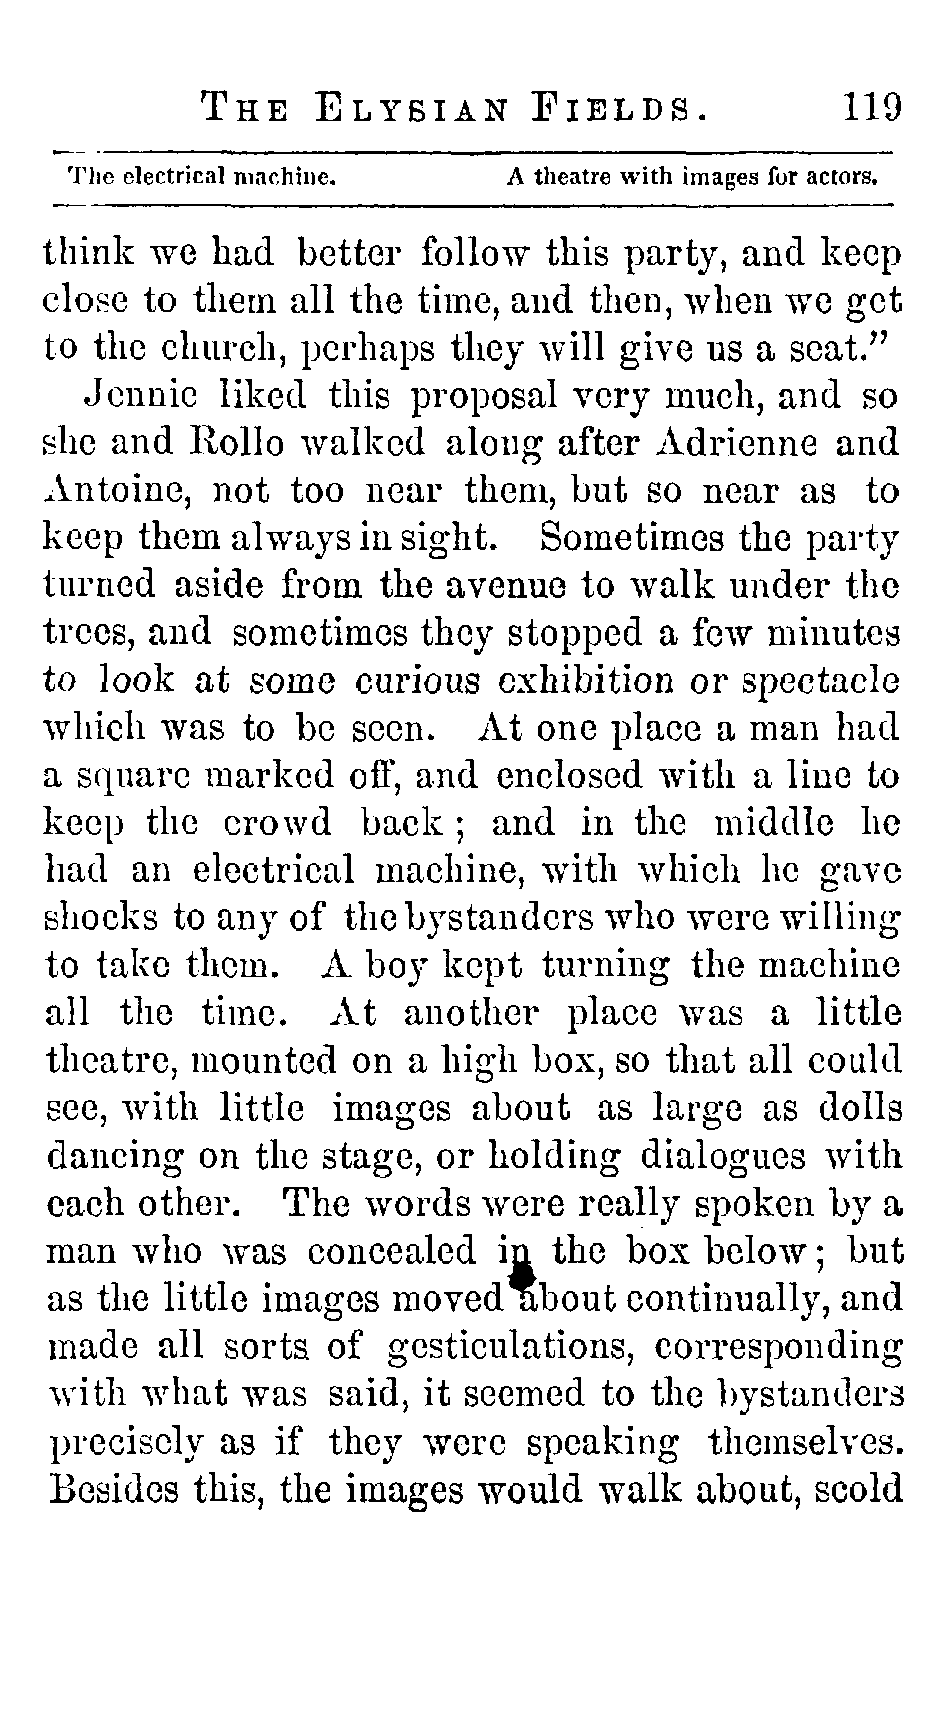 THE ELYSIAN FIELDS. 119
The electrical machine. A theatre with images for actors.
think we had better follow this party, and keep
close to them all the time, and then, when we get
to the church, perhaps they will give us a seat.”
Jennie liked this proposal very much, and so
she and Rollo walked along after Adrienne and
Antoine, not too near them, but so near as to
keep them always in sight. Sometimes the party
turned aside from the avenue to walk under the
trees, and sometimes they stopped a few minutes
to look at some curious exhibition or spectacle
which was to be seen. At one place a man had
a square marked off, and enclosed with a line to
keep the crowd back; and in the middle he
had an electrical machine, with which he gave
shocks to any of the bystanders who were willing
to take them. A boy kept turning the machine
all the time. At another place was a little
theatre, mounted on a high box, so that all could
see, with little images about as large as dolls
dancing on the stage, or holding dialogues with
each other. The words were really spoken by a
man who was concealed in the box below; but
as the little images moved about continually, and
made all sorts of gesticulations, corresponding
with what was said, it seemed to the bystanders
precisely as if they were speaking themselves.
Besides this, the images would walk about, scold